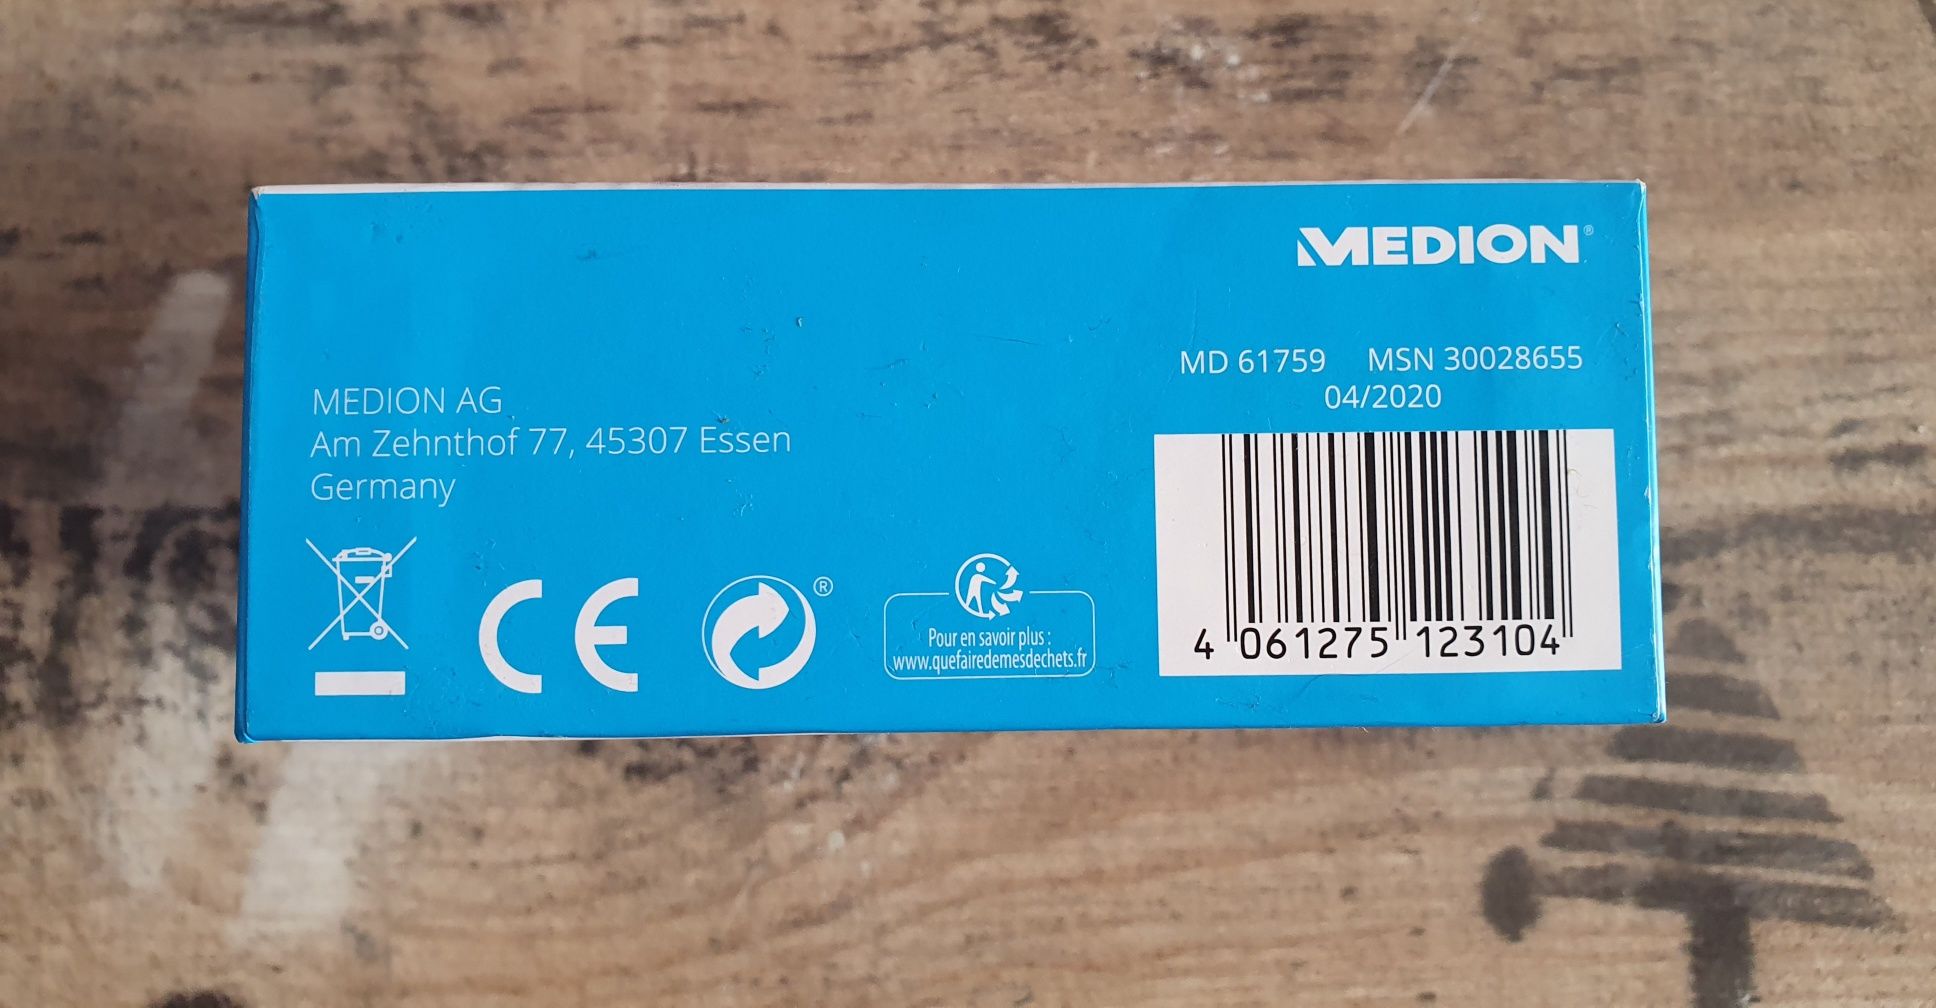 MEDION®
MD 61759 MSN 30028655
04/2020
MEDION AG
Am Zehnthof 77, 45307 Essen
Germany
CE
®
Pour en savoir plus :
www.quefairedemesdechets.fr
4 061275 123104